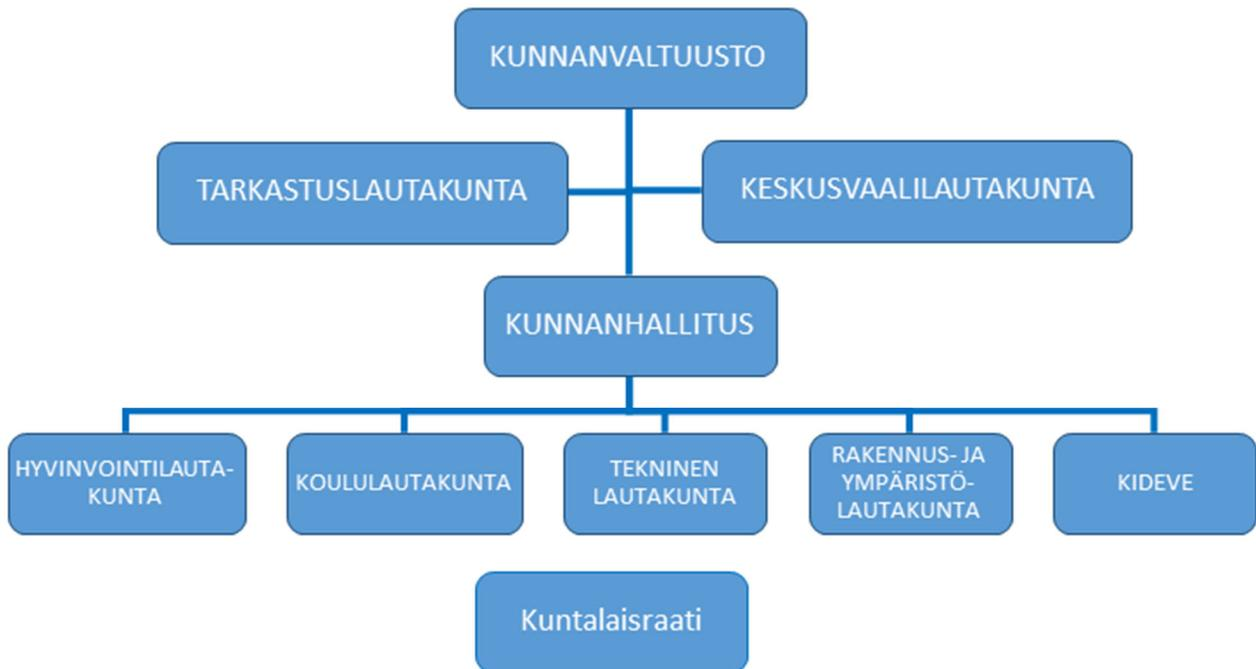 KUNNANVALTUUSTO
TARKASTUSLAUTAKUNTA
KESKUSVAALILAUTAKUNTA
KUNNANHALLITUS
HYVINVOINTILAUTA-
KUNTA
KOULULAUTAKUNTA
TEKNINEN
LAUTAKUNTA
RAKENNUS- JA
YMPÄRISTÖ-
LAUTAKUNTA
KIDEVE
Kuntalaisraati